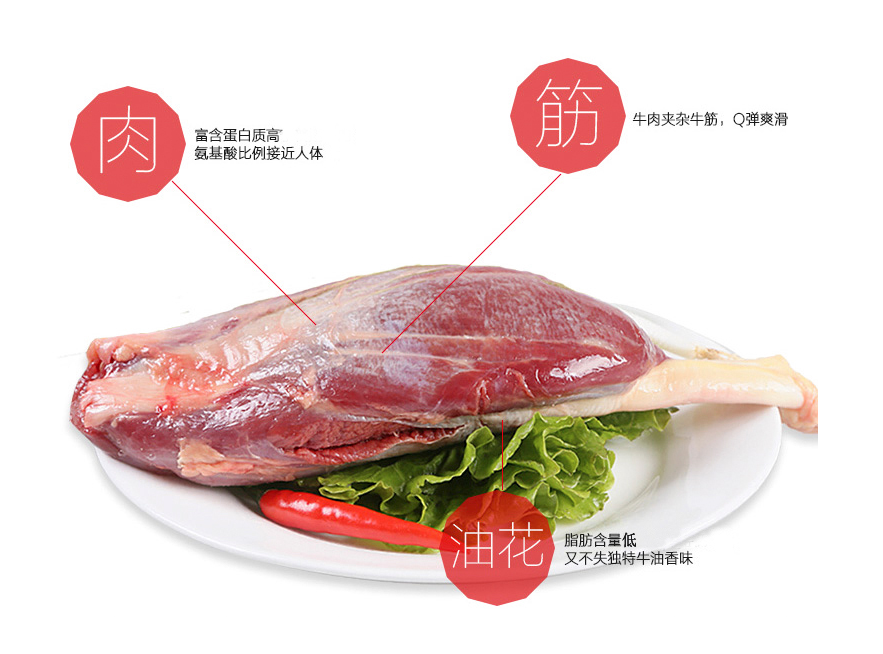 肉
富含蛋白质高
氨基酸比例接近人体
筋
牛肉夹杂牛筋，Q弹爽滑
油花
脂肪含量低
又不失独特牛油香味